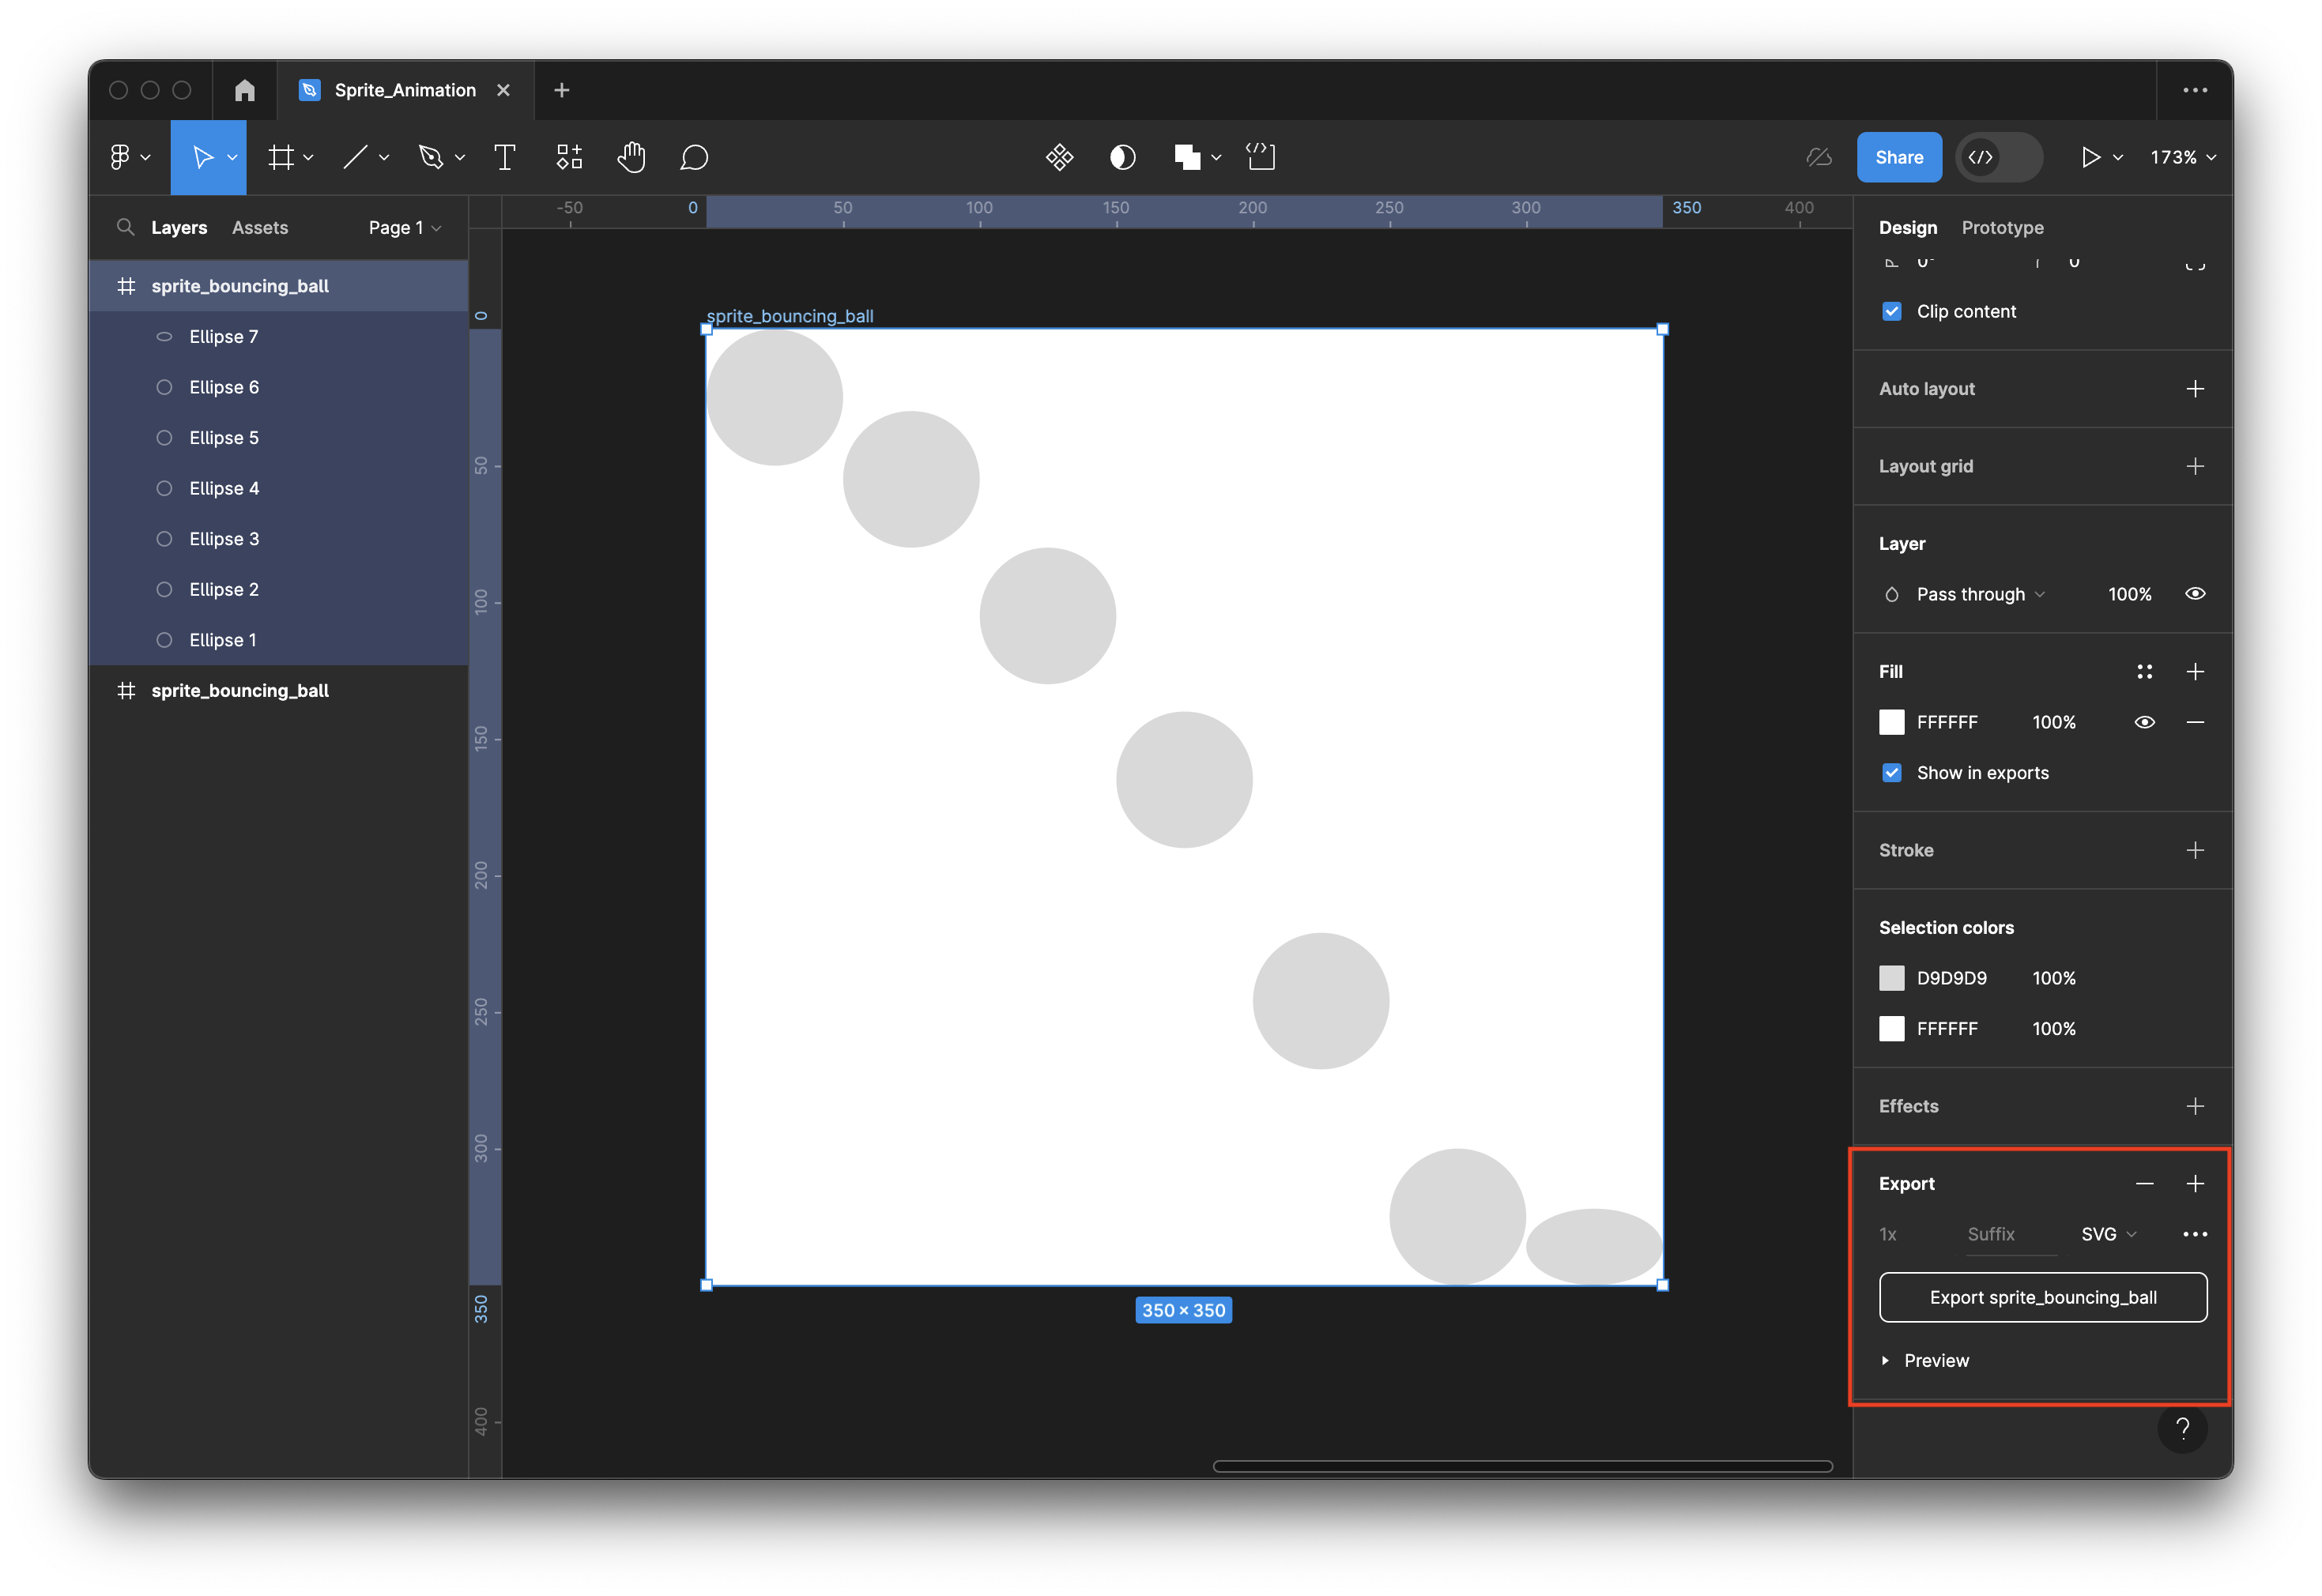 Sprite_Animation
Share
173%
Layers Assets Page 1
sprite_bouncing_ball
Ellipse 7
Ellipse 6
Ellipse 5
Ellipse 4
Ellipse 3
Ellipse 2
Ellipse 1
sprite_bouncing_ball
-50 0 50 100 150 200 250 300 350 400
0
50
100
150
200
250
300
350
400
sprite_bouncing_ball
350 × 350
Design Prototype
Clip content
Auto layout
Layout grid
Layer
Pass through 100%
Fill
FFFFFF 100%
Show in exports
Stroke
Selection colors
D9D9D9 100%
FFFFFF 100%
Effects
Export
1x Suffix SVG
Export sprite_bouncing_ball
Preview
?